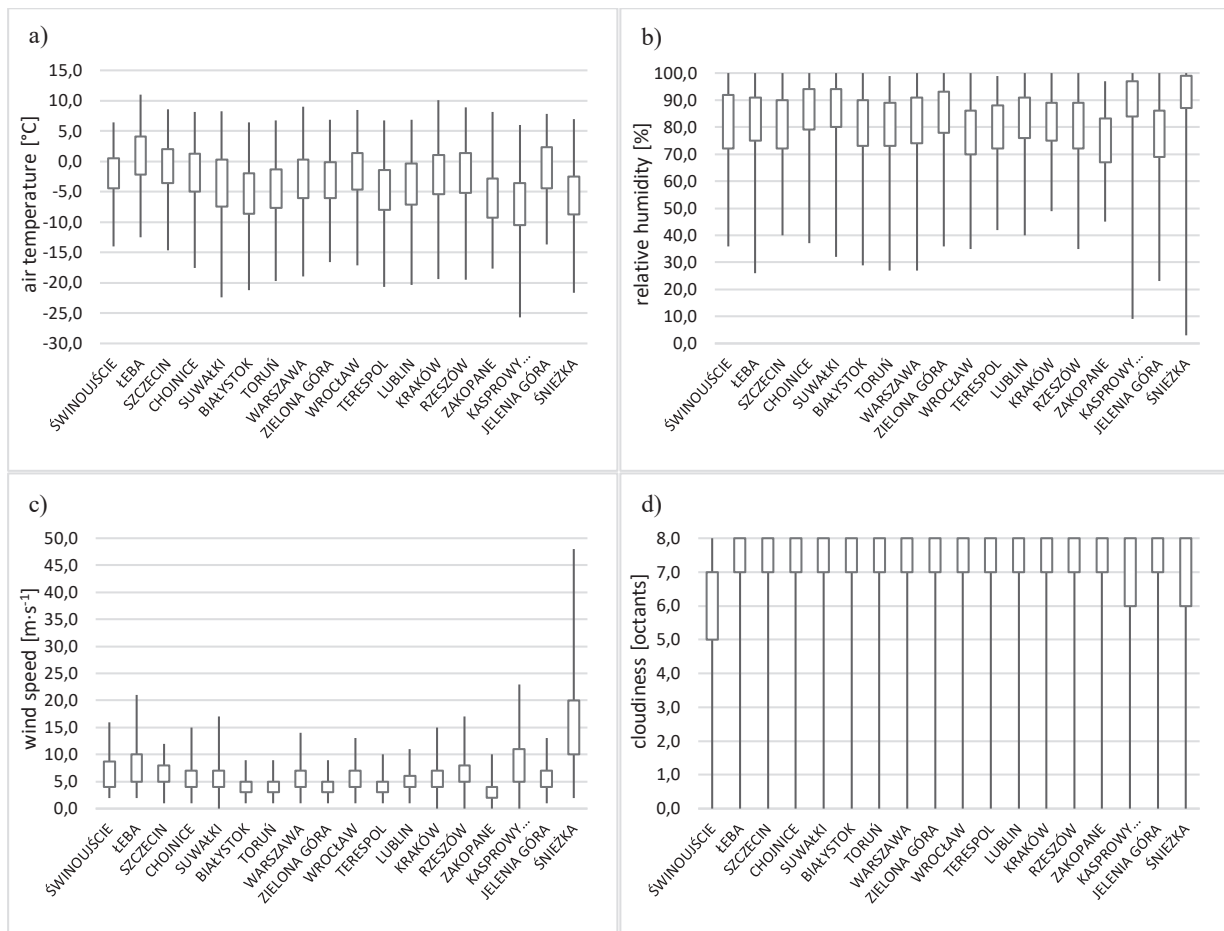 a)
air temperature [°C]
15,0
10,0
5,0
0,0
-5,0
-10,0
-15,0
-20,0
-25,0
-30,0
ŚWINOUJŚCIE
ŁEBA
SZCZECIN
CHOJNICE
SUWAŁKI
BIAŁYSTOK
TORUŃ
WARSZAWA
ZIELONA GÓRA
WROCŁAW
TERESPOL
LUBLIN
KRAKÓW
RZESZÓW
ZAKOPANE
KASPROWY...
JELENIA GÓRA
ŚNIEŻKA
b)
relative humidity [%]
100,0
90,0
80,0
70,0
60,0
50,0
40,0
30,0
20,0
10,0
0,0
ŚWINOUJŚCIE
ŁEBA
SZCZECIN
CHOJNICE
SUWAŁKI
BIAŁYSTOK
TORUŃ
WARSZAWA
ZIELONA GÓRA
WROCŁAW
TERESPOL
LUBLIN
KRAKÓW
RZESZÓW
ZAKOPANE
KASPROWY...
JELENIA GÓRA
ŚNIEŻKA
c)
wind speed [m·s⁻¹]
50,0
45,0
40,0
35,0
30,0
25,0
20,0
15,0
10,0
5,0
0,0
ŚWINOUJŚCIE
ŁEBA
SZCZECIN
CHOJNICE
SUWAŁKI
BIAŁYSTOK
TORUŃ
WARSZAWA
ZIELONA GÓRA
WROCŁAW
TERESPOL
LUBLIN
KRAKÓW
RZESZÓW
ZAKOPANE
KASPROWY...
JELENIA GÓRA
ŚNIEŻKA
d)
cloudiness [octants]
8,0
7,0
6,0
5,0
4,0
3,0
2,0
1,0
0,0
ŚWINOUJŚCIE
ŁEBA
SZCZECIN
CHOJNICE
SUWAŁKI
BIAŁYSTOK
TORUŃ
WARSZAWA
ZIELONA GÓRA
WROCŁAW
TERESPOL
LUBLIN
KRAKÓW
RZESZÓW
ZAKOPANE
KASPROWY...
JELENIA GÓRA
ŚNIEŻKA